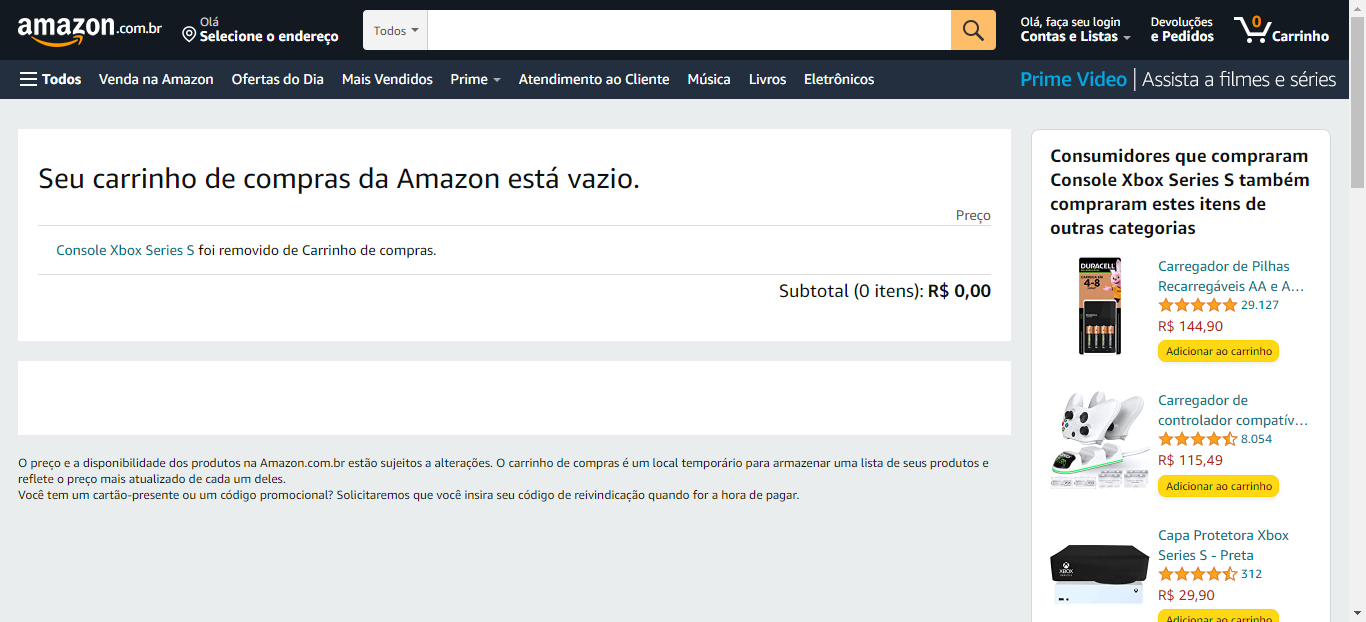 amazon.com.br
Olá
Selecione o endereço
Todos
Olá, faça seu login
Contas e Listas
Devoluções
e Pedidos
0
Carrinho
Todos
Venda na Amazon
Ofertas do Dia
Mais Vendidos
Prime
Atendimento ao Cliente
Música
Livros
Eletrônicos
Prime Video | Assista a filmes e séries
Seu carrinho de compras da Amazon está vazio.
Preço
Console Xbox Series S foi removido de Carrinho de compras.
Subtotal (0 itens): R$ 0,00
O preço e a disponibilidade dos produtos na Amazon.com.br estão sujeitos a alterações. O carrinho de compras é um local temporário para armazenar uma lista de seus produtos e
reflete o preço mais atualizado de cada um deles.
Você tem um cartão-presente ou um código promocional? Solicitaremos que você insira seu código de reivindicação quando for a hora de pagar.
Consumidores que compraram
Console Xbox Series S também
compraram estes itens de
outras categorias
DURACELL
4-8
Carregador de Pilhas
Recarregáveis AA e A…
29.127
R$ 144,90
Adicionar ao carrinho
Carregador de
controlador compatív…
8.054
R$ 115,49
Adicionar ao carrinho
XBOX
Capa Protetora Xbox
Series S - Preta
312
R$ 29,90
Adicionar ao carrinho